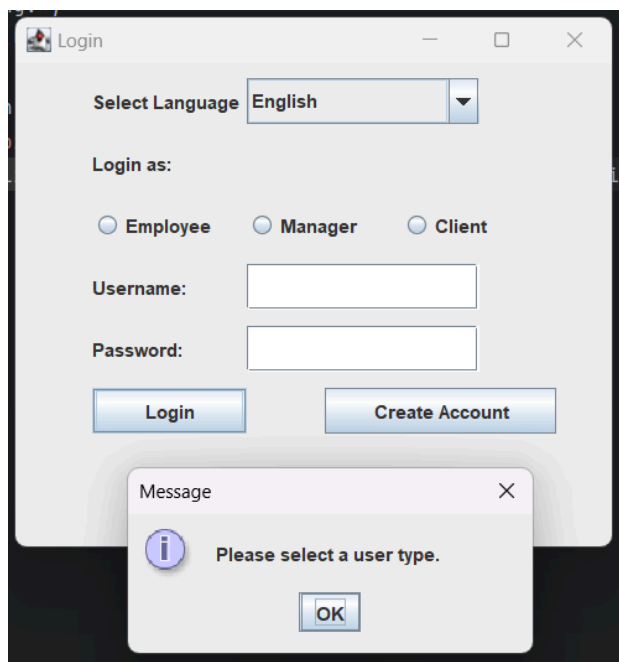 Login
Select Language English
Login as:
Employee Manager Client
Username:
Password:
Login Create Account
Message
Please select a user type.
OK